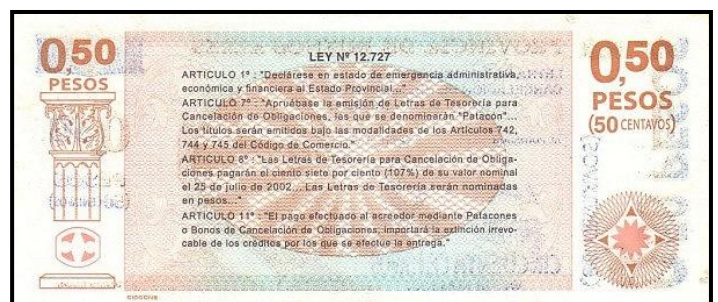 0,50
PESOS
LEY Nº 12.727
ARTICULO 1º : "Declárese en estado de emergencia administrativa,
económica y financiera al Estado Provincial..."
ARTICULO 7º : "Apruébase la emisión de Letras de Tesorería para
Cancelación de Obligaciones, las que se denominarán "Patacón"...
Los títulos serán emitidos bajo las modalidades de los Artículos 742,
744 y 745 del Código de Comercio."
ARTICULO 8º : "Las Letras de Tesorería para Cancelación de Obliga-
ciones pagarán el ciento siete por ciento (107%) de su valor nominal
el 25 de julio de 2002... Las Letras de Tesorería serán nominadas
en pesos..."
ARTICULO 11º : "El pago efectuado al acreedor mediante Patacones
o Bonos de Cancelación de Obligaciones, importará la extinción irrevo-
cable de los créditos por los que se efectue la entrega."
0,50
PESOS
(50 CENTAVOS)